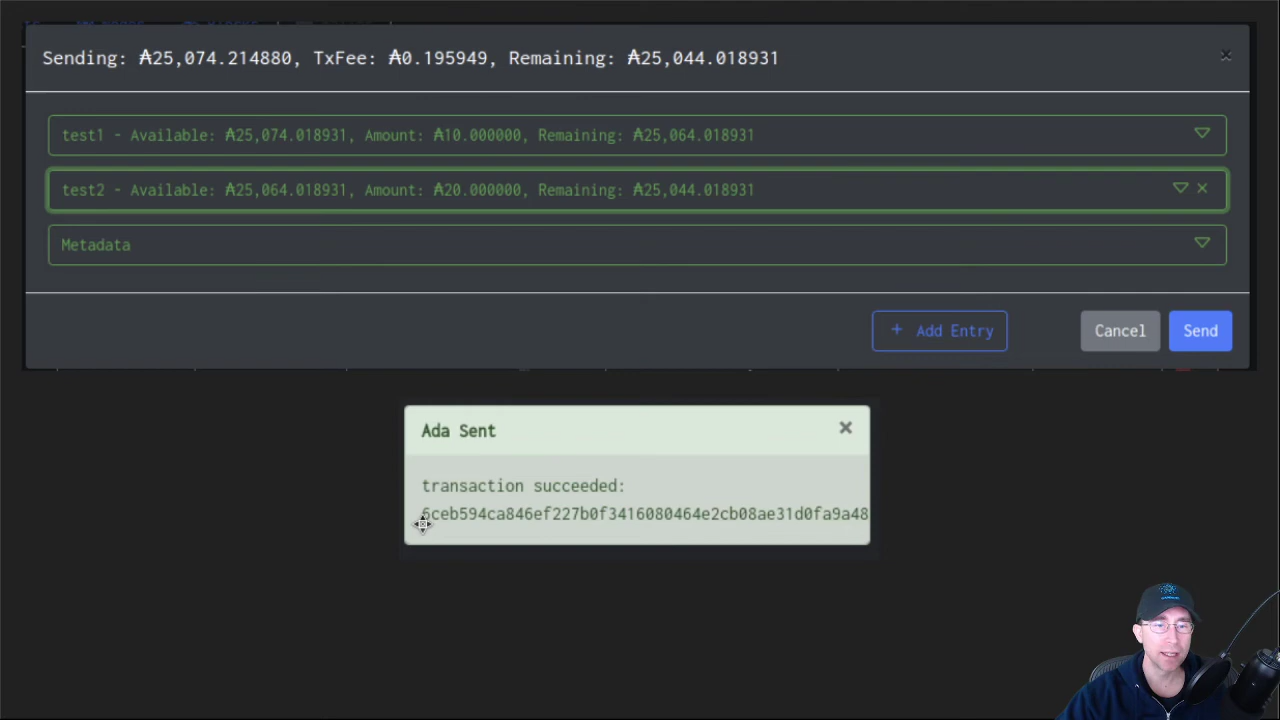 Sending: ₳25,074.214880, TxFee: ₳0.195949, Remaining: ₳25,044.018931
test1 - Available: ₳25,074.018931, Amount: ₳10.000000, Remaining: ₳25,064.018931
test2 - Available: ₳25,064.018931, Amount: ₳20.000000, Remaining: ₳25,044.018931
Metadata
+ Add Entry
Cancel
Send
Ada Sent
transaction succeeded:
6ceb594ca846ef227b0f3416080464e2cb08ae31d0fa9a48